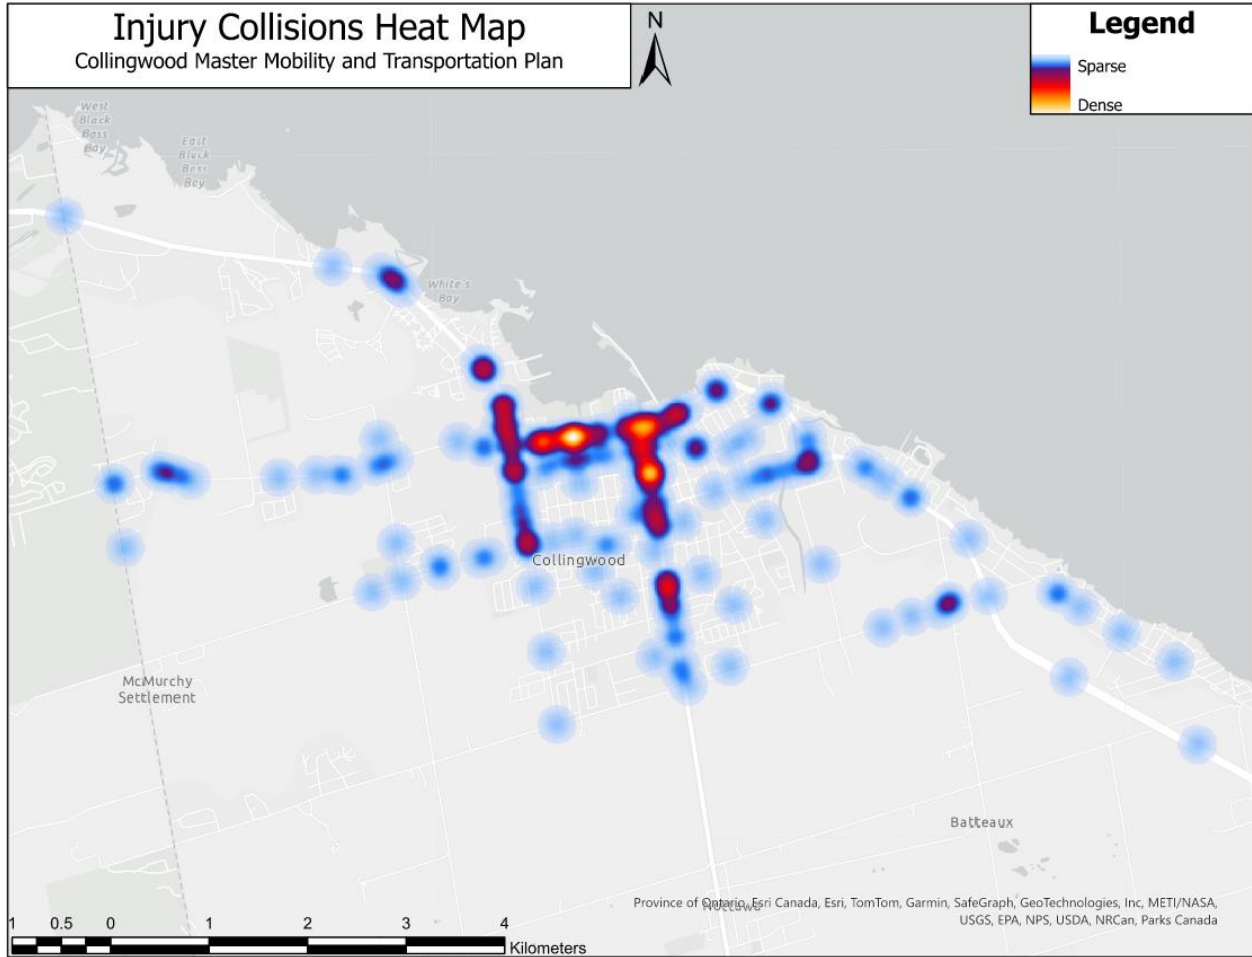 Injury Collisions Heat Map
Collingwood Master Mobility and Transportation Plan
N
Legend
Sparse
Dense
West
Black
Bass
Bay
East
Black
Bass
Bay
White's
Bay
Collingwood
McMurchy
Settlement
Batteaux
Nottawa
Province of Ontario, Esri Canada, Esri, TomTom, Garmin, SafeGraph, GeoTechnologies, Inc, METI/NASA,
USGS, EPA, NPS, USDA, NRCan, Parks Canada
1 0.5 0 1 2 3 4
Kilometers